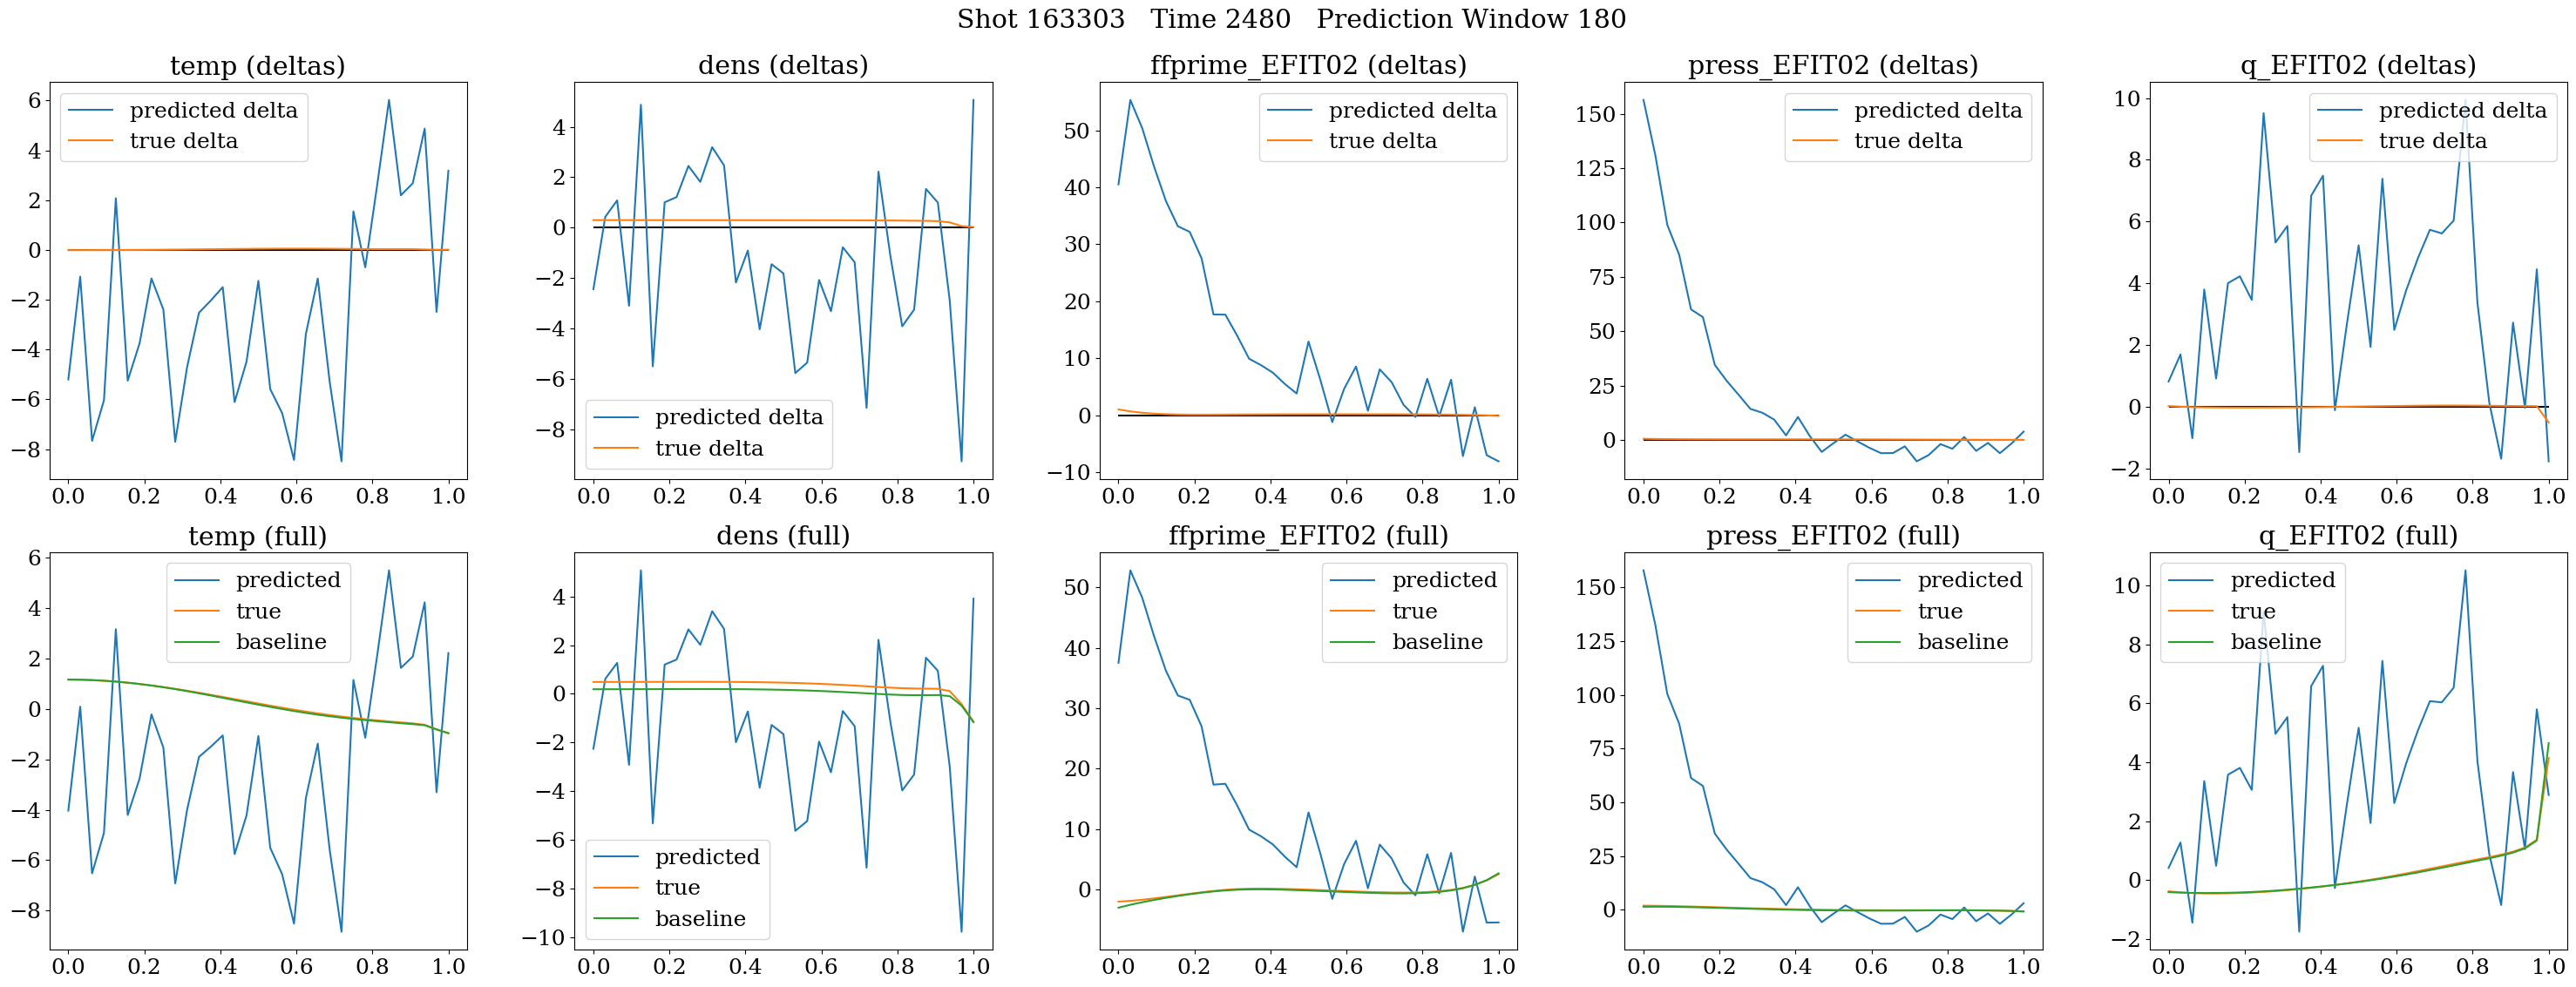 Shot 163303   Time 2480   Prediction Window 180
temp (deltas)
6
4
2
0
−2
−4
−6
−8
predicted delta
true delta
0.0 0.2 0.4 0.6 0.8 1.0
dens (deltas)
4
2
0
−2
−4
−6
−8
predicted delta
true delta
0.0 0.2 0.4 0.6 0.8 1.0
ffprime_EFIT02 (deltas)
50
40
30
20
10
0
−10
predicted delta
true delta
0.0 0.2 0.4 0.6 0.8 1.0
press_EFIT02 (deltas)
150
125
100
75
50
25
0
predicted delta
true delta
0.0 0.2 0.4 0.6 0.8 1.0
q_EFIT02 (deltas)
10
8
6
4
2
0
−2
predicted delta
true delta
0.0 0.2 0.4 0.6 0.8 1.0
temp (full)
6
4
2
0
−2
−4
−6
−8
predicted
true
baseline
0.0 0.2 0.4 0.6 0.8 1.0
dens (full)
4
2
0
−2
−4
−6
−8
−10
predicted
true
baseline
0.0 0.2 0.4 0.6 0.8 1.0
ffprime_EFIT02 (full)
50
40
30
20
10
0
predicted
true
baseline
0.0 0.2 0.4 0.6 0.8 1.0
press_EFIT02 (full)
150
125
100
75
50
25
0
predicted
true
baseline
0.0 0.2 0.4 0.6 0.8 1.0
q_EFIT02 (full)
10
8
6
4
2
0
−2
predicted
true
baseline
0.0 0.2 0.4 0.6 0.8 1.0